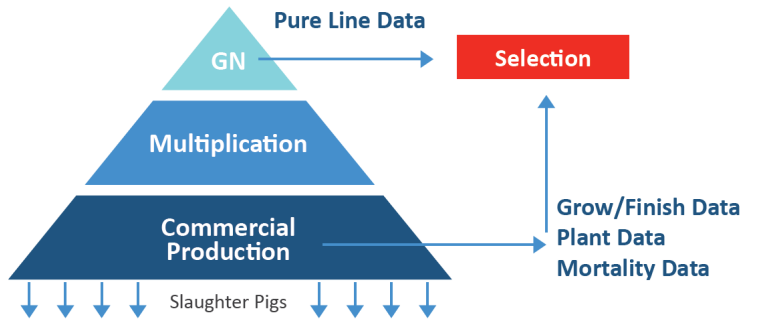 Pure Line Data
GN
Selection
Multiplication
Commercial
Production
Grow/Finish Data
Plant Data
Mortality Data
Slaughter Pigs